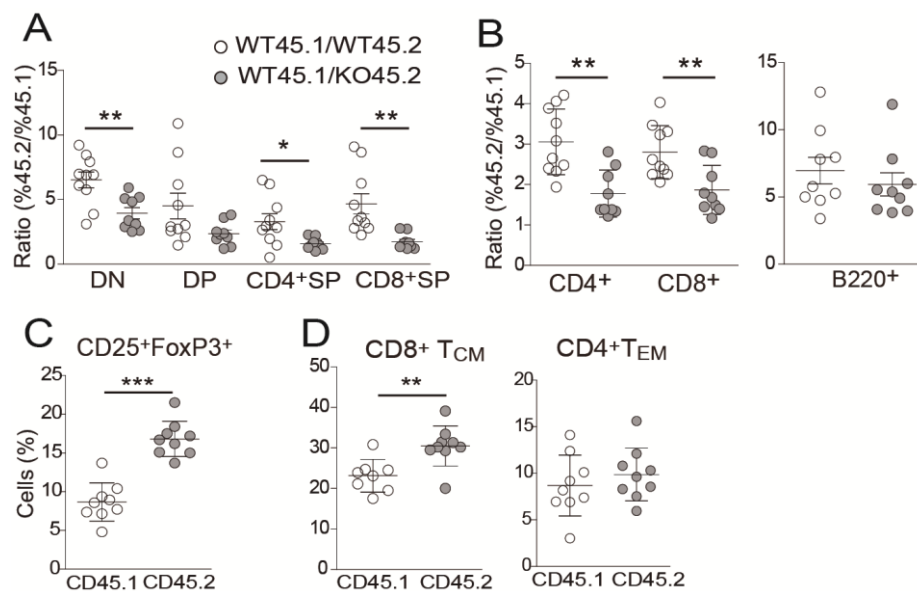 A
WT45.1/WT45.2
WT45.1/KO45.2
Ratio (%45.2/%45.1)
15
10
5
0
**
*
**
DN DP CD4+SP CD8+SP
B
Ratio (%45.2/%45.1)
5
4
3
2
1
0
**
**
CD4+ CD8+
15
10
5
0
B220+
C
CD25+FoxP3+
Cells (%)
25
20
15
10
5
0
***
CD45.1 CD45.2
D
CD8+ TCM
50
40
30
20
10
0
**
CD45.1 CD45.2
CD4+TEM
20
15
10
5
0
CD45.1 CD45.2